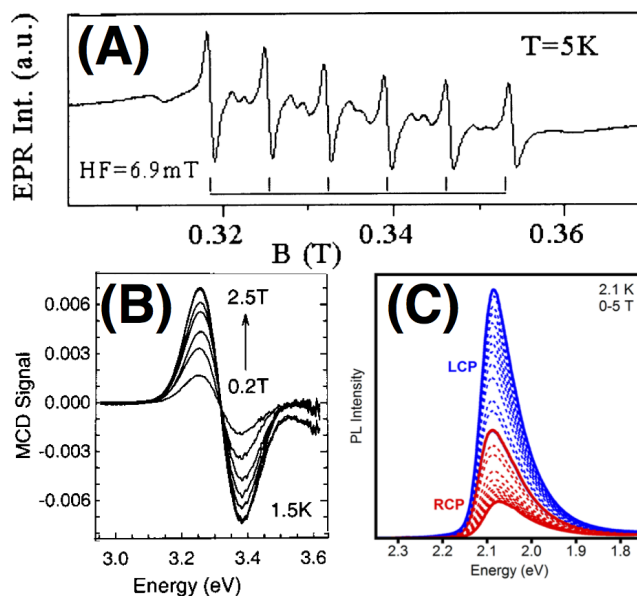 (A)
T=5K
EPR Int. (a.u.)
HF=6.9mT
0.32
0.34
0.36
B (T)
(B)
2.5T
0.2T
1.5K
MCD Signal
0.006
0.003
0.000
-0.003
-0.006
3.0
3.2
3.4
3.6
Energy (eV)
(C)
2.1 K
0-5 T
LCP
RCP
PL Intensity
2.3
2.2
2.1
2.0
1.9
1.8
Energy (eV)